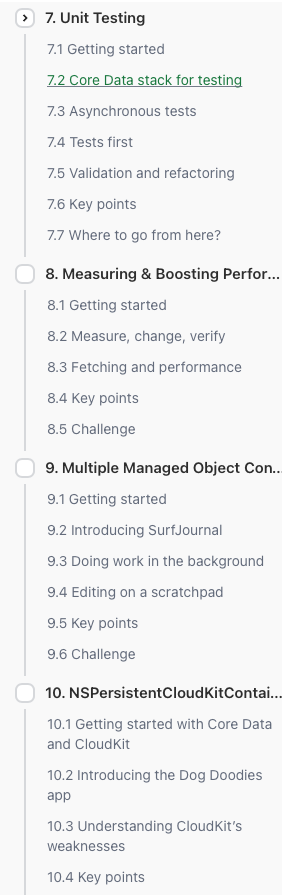 7. Unit Testing
7.1 Getting started
7.2 Core Data stack for testing
7.3 Asynchronous tests
7.4 Tests first
7.5 Validation and refactoring
7.6 Key points
7.7 Where to go from here?
8. Measuring & Boosting Perfor...
8.1 Getting started
8.2 Measure, change, verify
8.3 Fetching and performance
8.4 Key points
8.5 Challenge
9. Multiple Managed Object Con...
9.1 Getting started
9.2 Introducing SurfJournal
9.3 Doing work in the background
9.4 Editing on a scratchpad
9.5 Key points
9.6 Challenge
10. NSPersistentCloudKitContai...
10.1 Getting started with Core Data
and CloudKit
10.2 Introducing the Dog Doodies
app
10.3 Understanding CloudKit’s
weaknesses
10.4 Key points